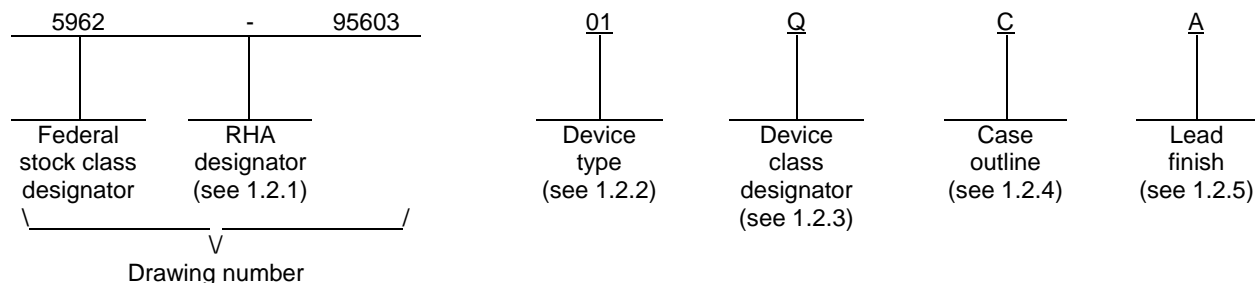 5962 - 95603 01 Q C A
Federal stock class designator
RHA designator (see 1.2.1)
Device type (see 1.2.2)
Device class designator (see 1.2.3)
Case outline (see 1.2.4)
Lead finish (see 1.2.5)
Drawing number